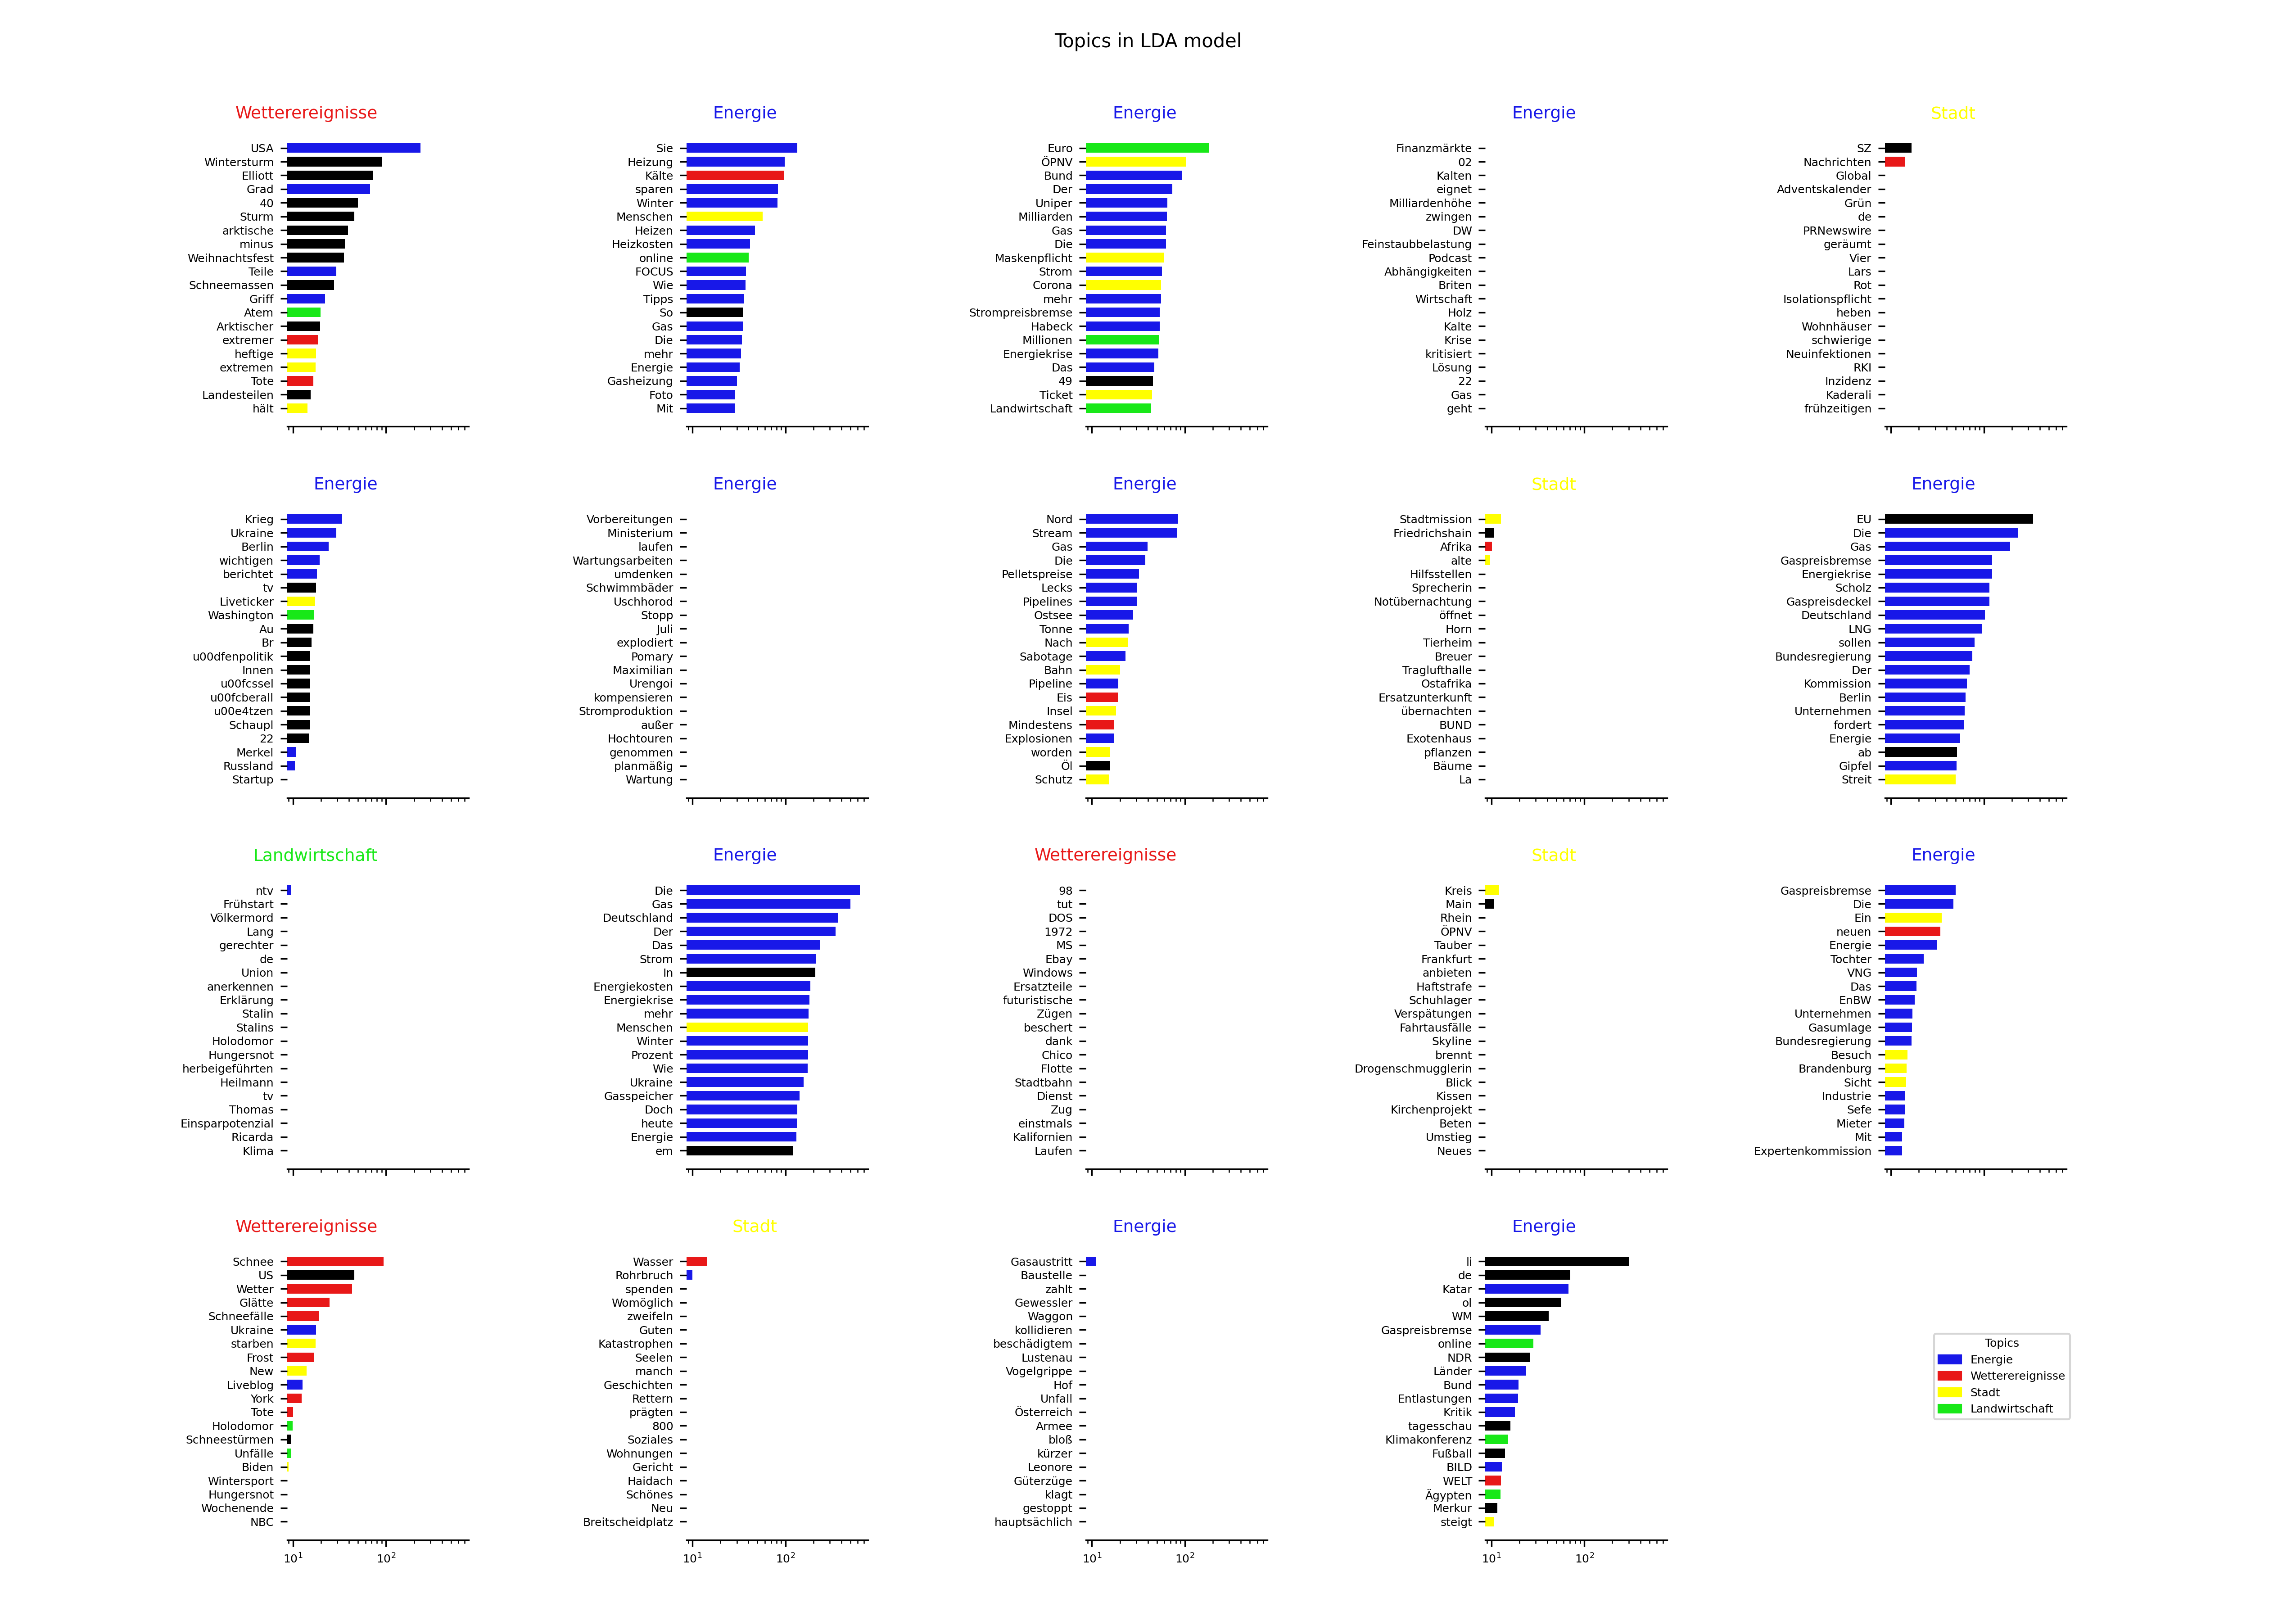 Topics in LDA model
Wetterereignisse
USA
Wintersturm
Elliott
Grad
40
Sturm
arktische
minus
Weihnachtsfest
Teile
Schneemassen
Griff
Atem
Arktischer
extremer
heftige
extremen
Tote
Landesteilen
hält
Energie
Sie
Heizung
Kälte
sparen
Winter
Menschen
Heizen
Heizkosten
online
FOCUS
Wie
Tipps
So
Gas
Die
mehr
Energie
Gasheizung
Foto
Mit
Energie
Euro
ÖPNV
Bund
Der
Uniper
Milliarden
Gas
Die
Maskenpflicht
Strom
Corona
mehr
Strompreisbremse
Habeck
Millionen
Energiekrise
Das
49
Ticket
Landwirtschaft
Energie
Finanzmärkte
02
Kalten
eignet
Milliardenhöhe
zwingen
DW
Feinstaubbelastung
Podcast
Abhängigkeiten
Briten
Wirtschaft
Holz
Kalte
Krise
kritisiert
Lösung
22
Gas
geht
Stadt
SZ
Nachrichten
Global
Adventskalender
Grün
de
PRNewswire
geräumt
Vier
Lars
Rot
Isolationspflicht
heben
Wohnhäuser
schwierige
Neuinfektionen
RKI
Inzidenz
Kaderali
frühzeitigen
Energie
Krieg
Ukraine
Berlin
wichtigen
berichtet
tv
Liveticker
Washington
Au
Br
u00dfenpolitik
Innen
u00fcssel
u00fcberall
u00e4tzen
Schaupl
22
Merkel
Russland
Startup
Energie
Vorbereitungen
Ministerium
laufen
Wartungsarbeiten
umdenken
Schwimmbäder
Uschhorod
Stopp
Juli
explodiert
Pomary
Maximilian
Urengoi
kompensieren
Stromproduktion
außer
Hochtouren
genommen
planmäßig
Wartung
Energie
Nord
Stream
Gas
Die
Pelletspreise
Lecks
Pipelines
Ostsee
Tonne
Nach
Sabotage
Bahn
Pipeline
Eis
Insel
Mindestens
Explosionen
worden
Öl
Schutz
Stadt
Stadtmission
Friedrichshain
Afrika
alte
Hilfsstellen
Sprecherin
Notübernachtung
öffnet
Horn
Tierheim
Breuer
Traglufthalle
Ostafrika
Ersatzunterkunft
übernachten
BUND
Exotenhaus
pflanzen
Bäume
La
Energie
EU
Die
Gas
Gaspreisbremse
Energiekrise
Scholz
Gaspreisdeckel
Deutschland
LNG
sollen
Bundesregierung
Der
Kommission
Berlin
Unternehmen
fordert
Energie
ab
Gipfel
Streit
Landwirtschaft
ntv
Frühstart
Völkermord
Lang
gerechter
de
Union
anerkennen
Erklärung
Stalin
Stalins
Holodomor
Hungersnot
herbeigeführten
Heilmann
tv
Thomas
Einsparpotenzial
Ricarda
Klima
Energie
Die
Gas
Deutschland
Der
Das
Strom
In
Energiekosten
Energiekrise
mehr
Menschen
Winter
Prozent
Wie
Ukraine
Gasspeicher
Doch
heute
Energie
em
Wetterereignisse
98
tut
DOS
1972
MS
Ebay
Windows
Ersatzteile
futuristische
Zügen
beschert
dank
Chico
Flotte
Stadtbahn
Dienst
Zug
einstmals
Kalifornien
Laufen
Stadt
Kreis
Main
Rhein
ÖPNV
Tauber
Frankfurt
anbieten
Haftstrafe
Schuhlager
Verspätungen
Fahrtausfälle
Skyline
brennt
Drogenschmugglerin
Blick
Kissen
Kirchenprojekt
Beten
Umstieg
Neues
Energie
Gaspreisbremse
Die
Ein
neuen
Energie
Tochter
VNG
Das
EnBW
Unternehmen
Gasumlage
Bundesregierung
Besuch
Brandenburg
Sicht
Industrie
Sefe
Mieter
Mit
Expertenkommission
Wetterereignisse
Schnee
US
Wetter
Glätte
Schneefälle
Ukraine
starben
Frost
New
Liveblog
York
Tote
Holodomor
Schneestürmen
Unfälle
Biden
Wintersport
Hungersnot
Wochenende
NBC
10¹ 10²
Stadt
Wasser
Rohrbruch
spenden
Womöglich
zweifeln
Guten
Katastrophen
Seelen
manch
Geschichten
Rettern
prägten
800
Soziales
Wohnungen
Gericht
Haidach
Schönes
Neu
Breitscheidplatz
10¹ 10²
Energie
Gasaustritt
Baustelle
zahlt
Gewessler
Waggon
kollidieren
beschädigtem
Lustenau
Vogelgrippe
Hof
Unfall
Österreich
Armee
bloß
kürzer
Leonore
Güterzüge
klagt
gestoppt
hauptsächlich
10¹ 10²
Energie
li
de
Katar
ol
WM
Gaspreisbremse
online
NDR
Länder
Bund
Entlastungen
Kritik
tagesschau
Klimakonferenz
Fußball
BILD
WELT
Ägypten
Merkur
steigt
10¹ 10²
Topics
Energie
Wetterereignisse
Stadt
Landwirtschaft